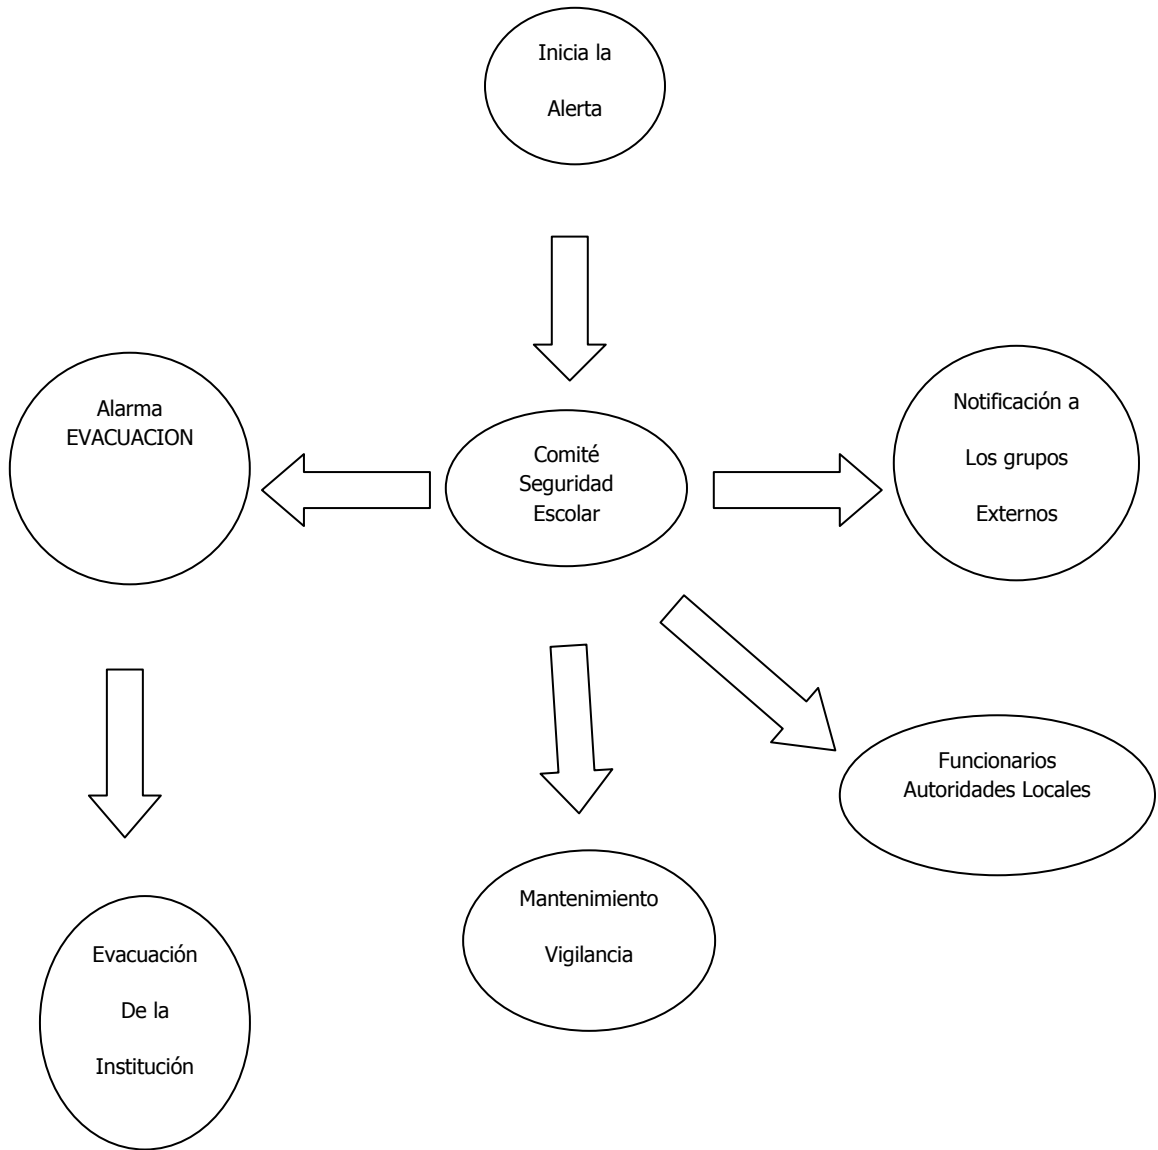 Inicia la
Alerta
Alarma
EVACUACION
Comité
Seguridad
Escolar
Notificación a
Los grupos
Externos
Funcionarios
Autoridades Locales
Mantenimiento
Vigilancia
Evacuación
De la
Institución